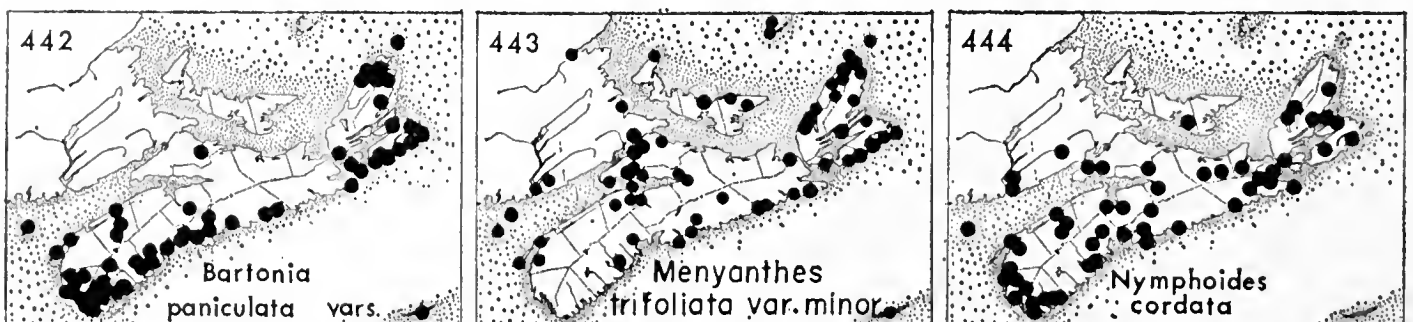 442
Bartonia
paniculata vars.
443
Menyanthes
trifoliata var. minor
444
Nymphoides
cordata